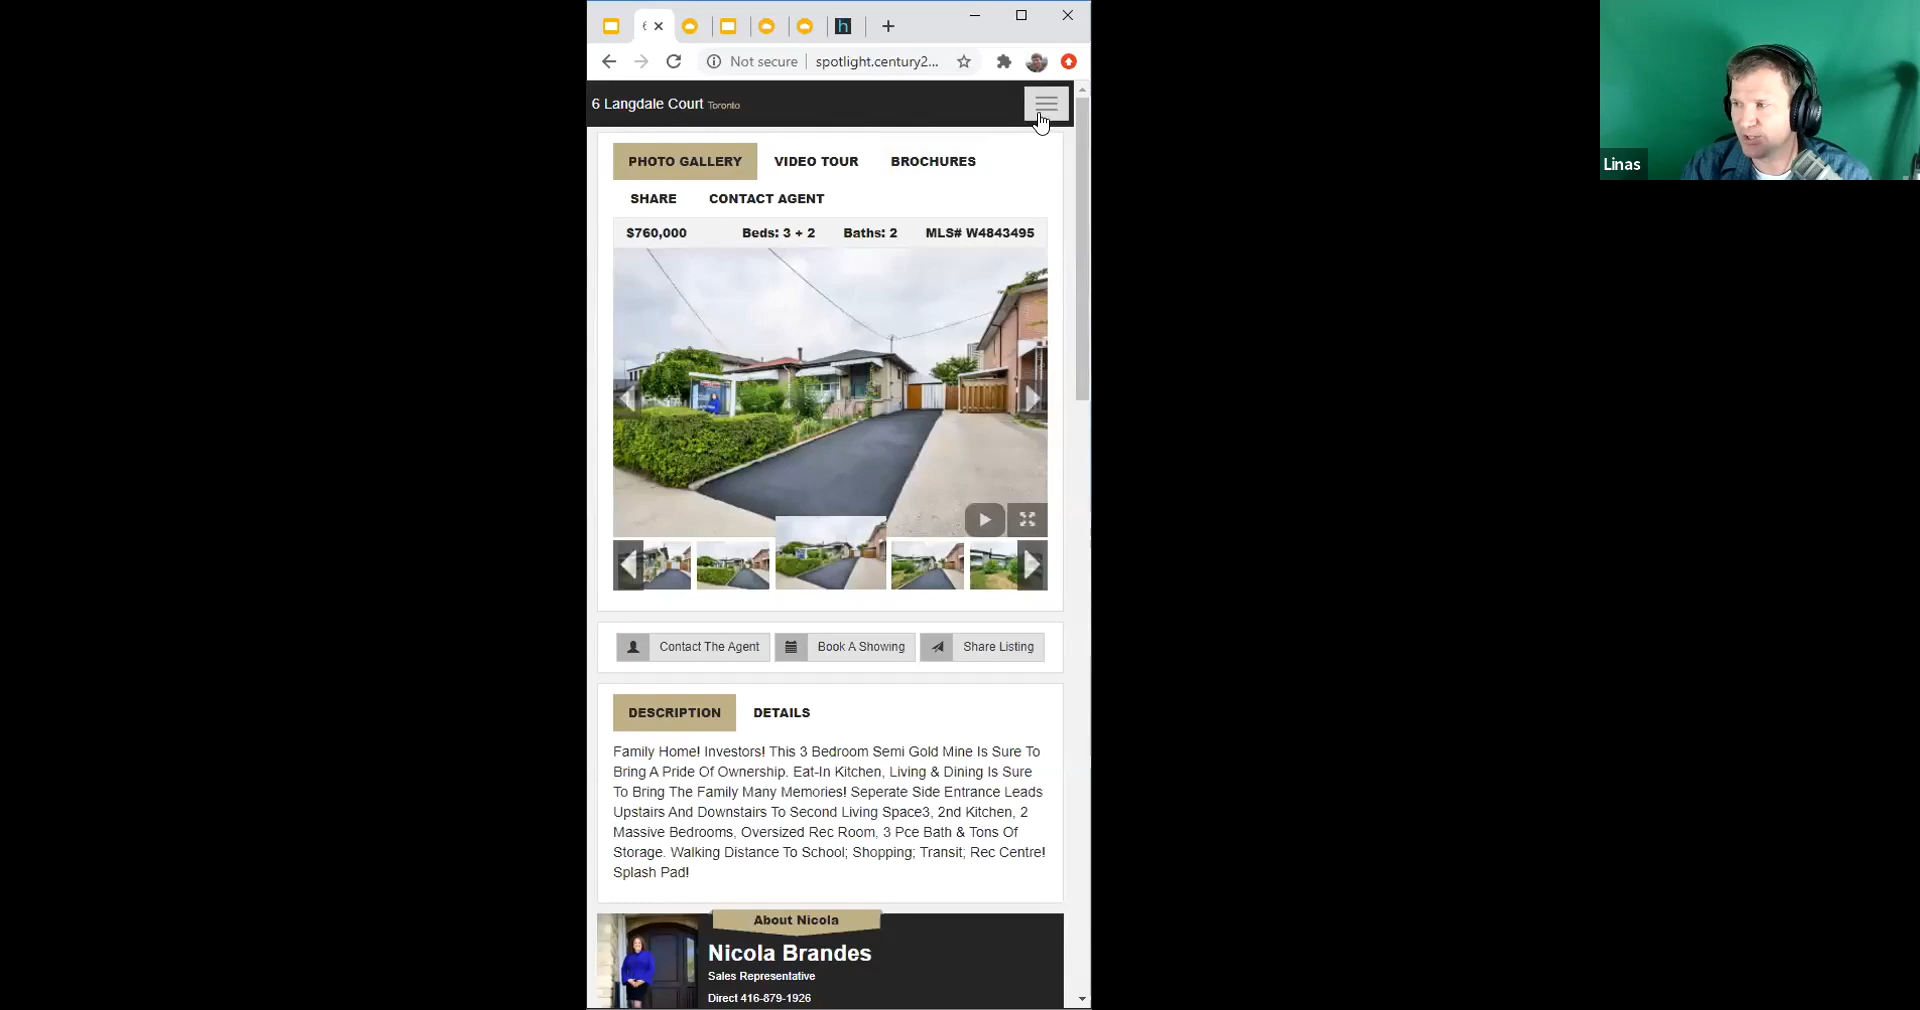 Not secure
spotlight.century2...
6 Langdale Court Toronto
PHOTO GALLERY
VIDEO TOUR
BROCHURES
SHARE
CONTACT AGENT
$760,000
Beds: 3 + 2
Baths: 2
MLS# W4843495
Contact The Agent
Book A Showing
Share Listing
DESCRIPTION
DETAILS
Family Home! Investors! This 3 Bedroom Semi Gold Mine Is Sure To
Bring A Pride Of Ownership. Eat-In Kitchen, Living & Dining Is Sure
To Bring The Family Many Memories! Seperate Side Entrance Leads
Upstairs And Downstairs To Second Living Space3, 2nd Kitchen, 2
Massive Bedrooms, Oversized Rec Room, 3 Pce Bath & Tons Of
Storage. Walking Distance To School; Shopping; Transit; Rec Centre!
Splash Pad!
About Nicola
Nicola Brandes
Sales Representative
Direct 416-879-1926
Linas